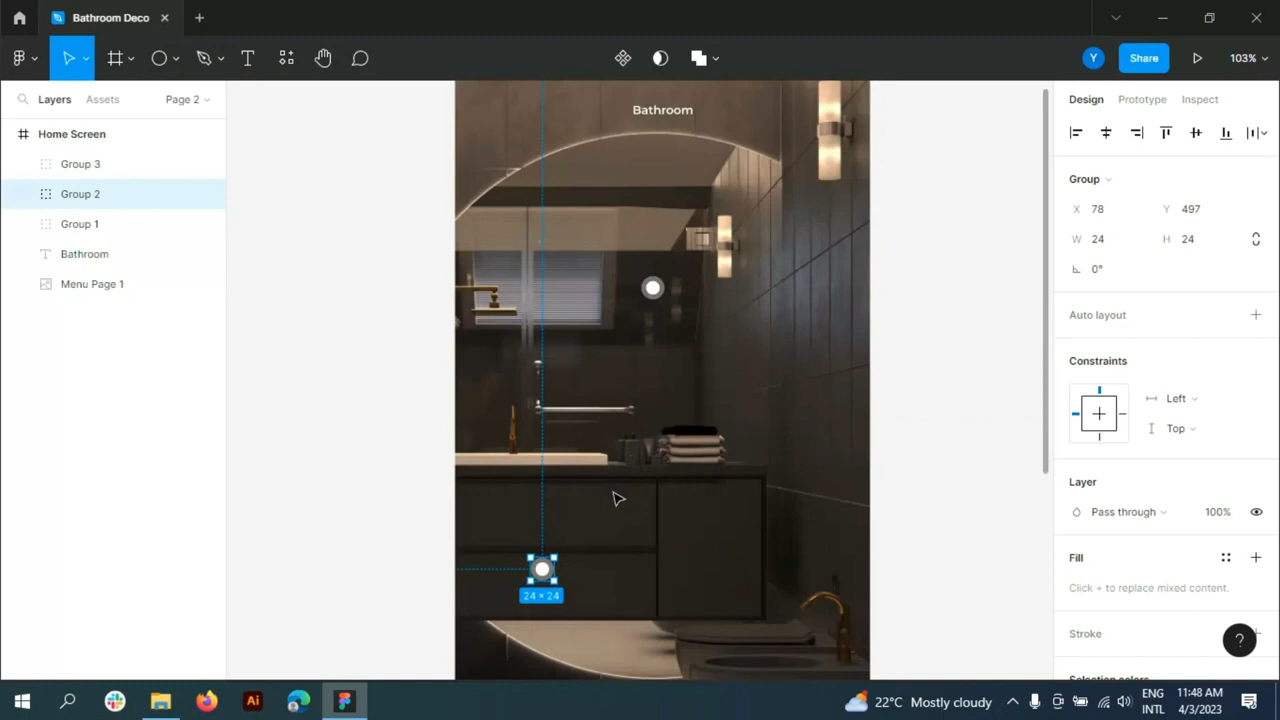 Bathroom Deco
Y
Share
103%
Layers
Assets
Page 2
Home Screen
Group 3
Group 2
Group 1
Bathroom
Menu Page 1
Bathroom
24 × 24
Design
Prototype
Inspect
Group
X 78
Y 497
W 24
H 24
0°
Auto layout
Constraints
Left
Top
Layer
Pass through
100%
Fill
Click + to replace mixed content.
Stroke
?
Ai
22°C Mostly cloudy
ENG
INTL
11:48 AM
4/3/2023